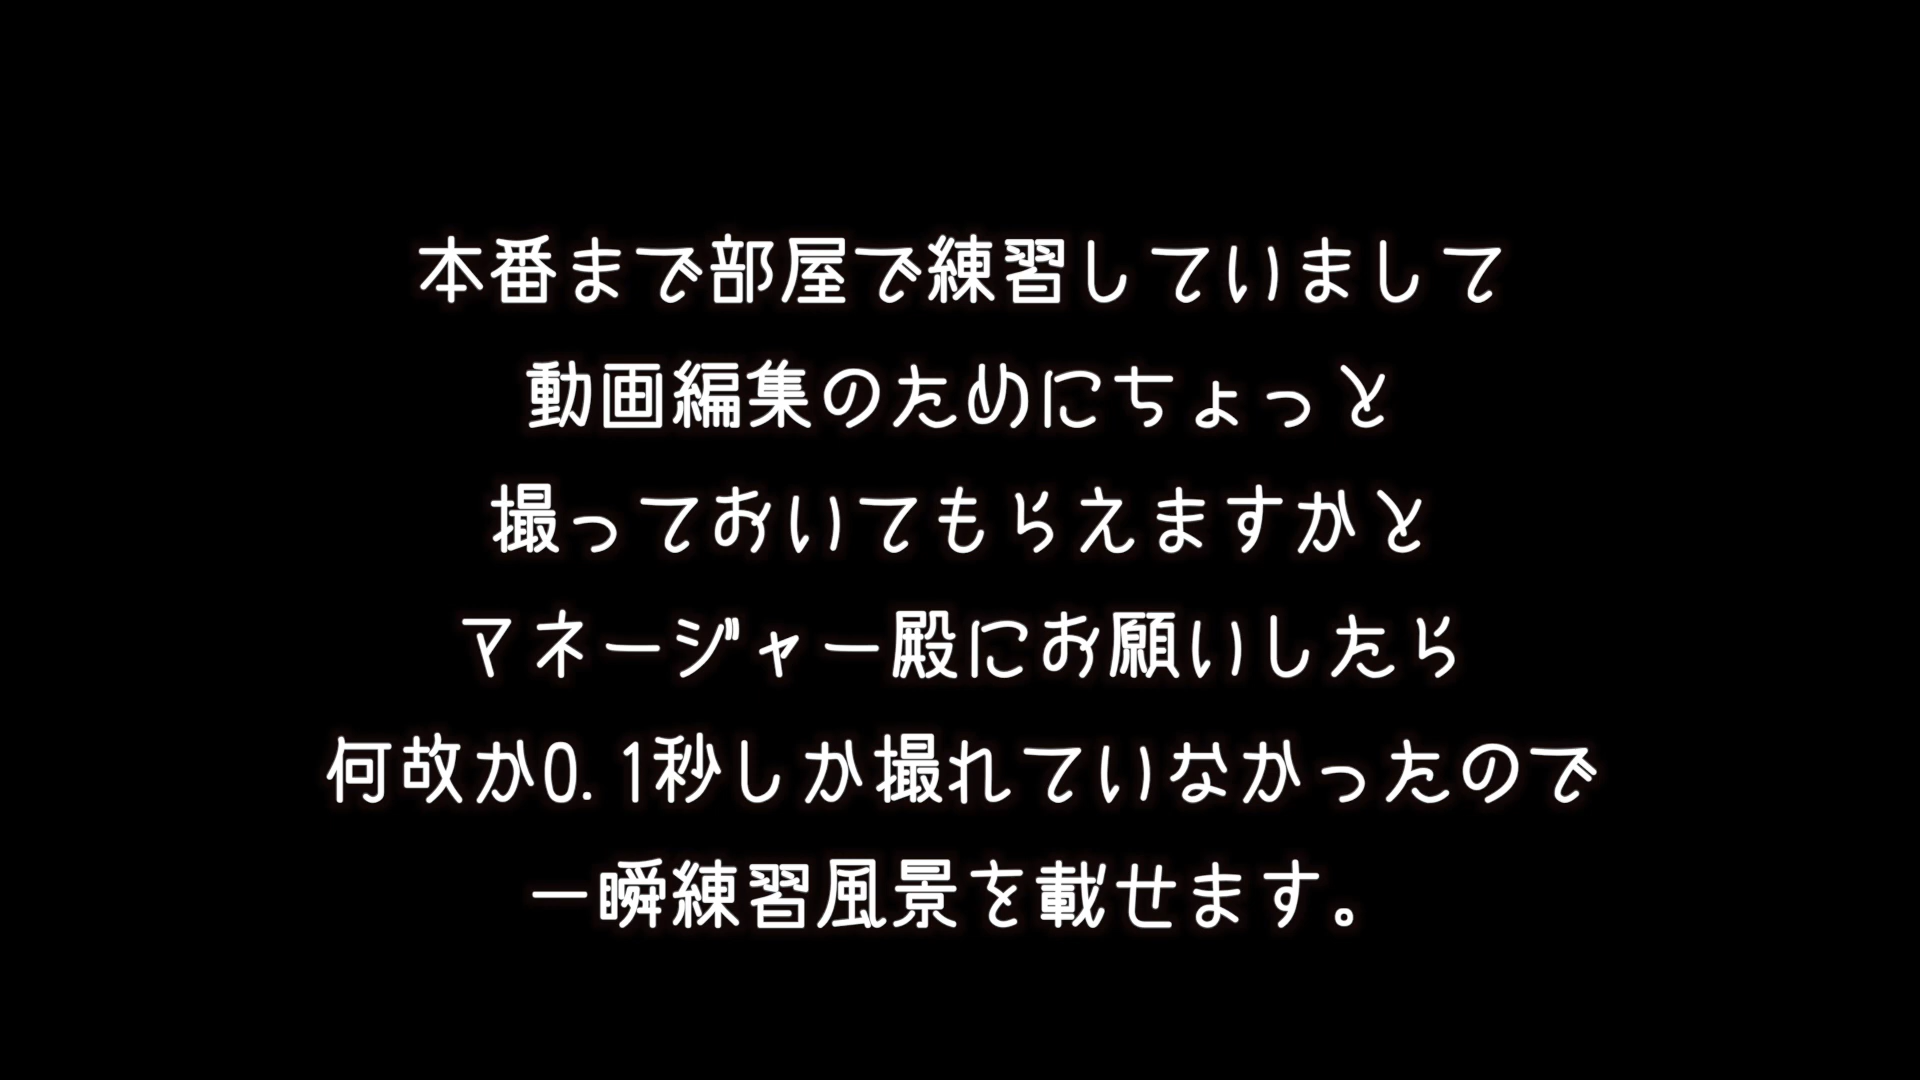 本番まで部屋で練習していまして
動画編集のためにちょっと
撮っておいてもらえますかと
マネージャー殿にお願いしたら
何故か0.1秒しか撮れていなかったので
一瞬練習風景を載せます。